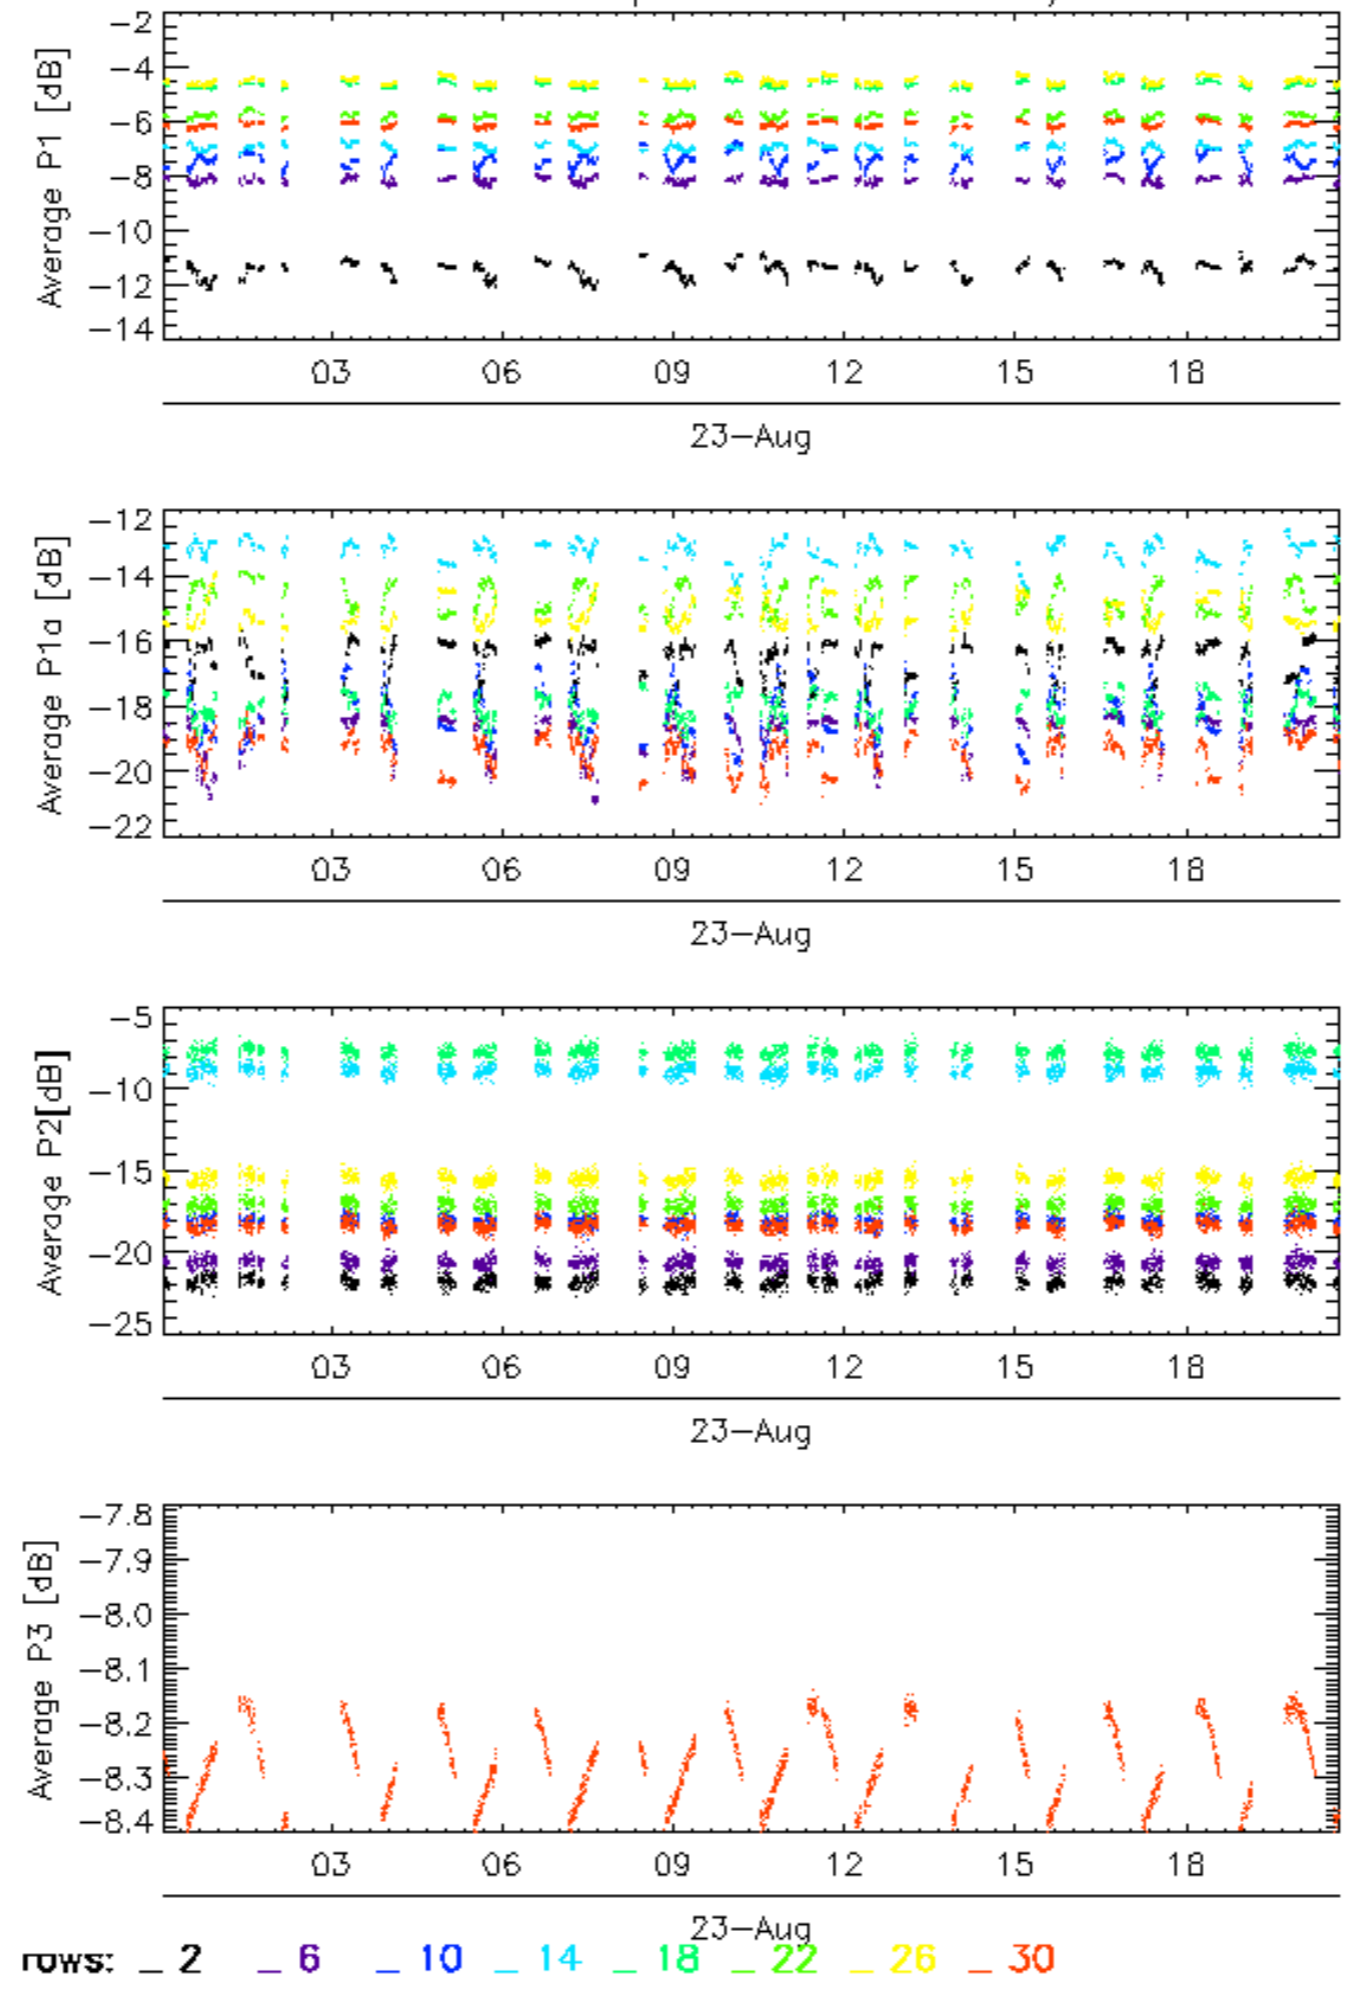 Average P1 [dB]
-2
-4
-6
-8
-10
-12
-14
03 06 09 12 15 18
23-Aug
Average P1a [dB]
-12
-14
-16
-18
-20
-22
03 06 09 12 15 18
23-Aug
Average P2[dB]
-5
-10
-15
-20
-25
03 06 09 12 15 18
23-Aug
Average P3 [dB]
-7.8
-7.9
-8.0
-8.1
-8.2
-8.3
-8.4
03 06 09 12 15 18
23-Aug
rows: _ 2 _ 6 _ 10 _ 14 _ 18 _ 22 _ 26 _ 30